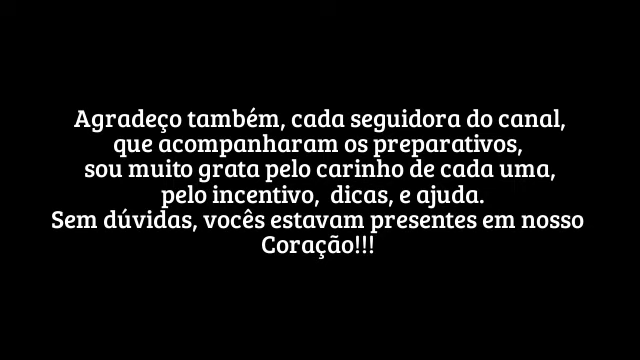 Agradeço também, cada seguidora do canal,
que acompanharam os preparativos,
sou muito grata pelo carinho de cada uma,
pelo incentivo,  dicas, e ajuda.
Sem dúvidas, vocês estavam presentes em nosso
Coração!!!